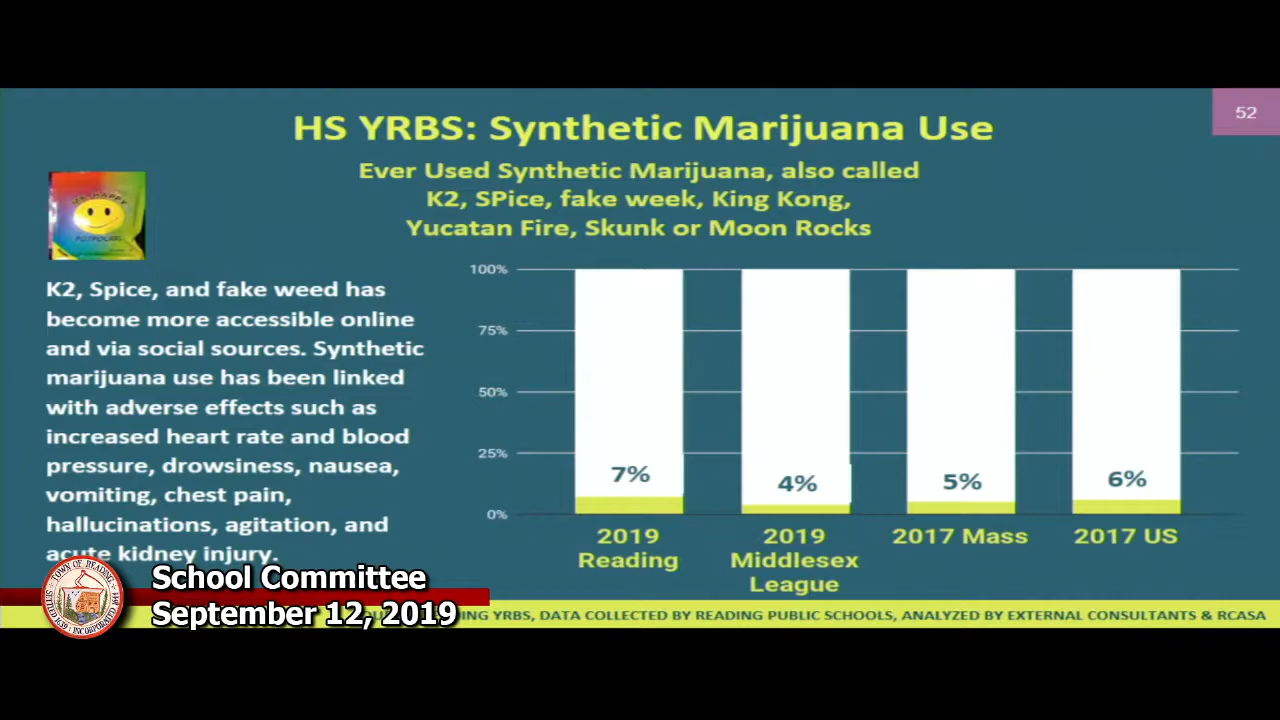 52
HS YRBS: Synthetic Marijuana Use
Ever Used Synthetic Marijuana, also called
K2, SPice, fake week, King Kong,
Yucatan Fire, Skunk or Moon Rocks
K2, Spice, and fake weed has
become more accessible online
and via social sources. Synthetic
marijuana use has been linked
with adverse effects such as
increased heart rate and blood
pressure, drowsiness, nausea,
vomiting, chest pain,
hallucinations, agitation, and
acute kidney injury.
100%
75%
50%
25%
0%
7%
4%
5%
6%
2019
Reading
2019
Middlesex
League
2017 Mass
2017 US
TOWN OF READING
School Committee
September 12, 2019
YRBS, DATA COLLECTED BY READING PUBLIC SCHOOLS, ANALYZED BY EXTERNAL CONSULTANTS & RCASA